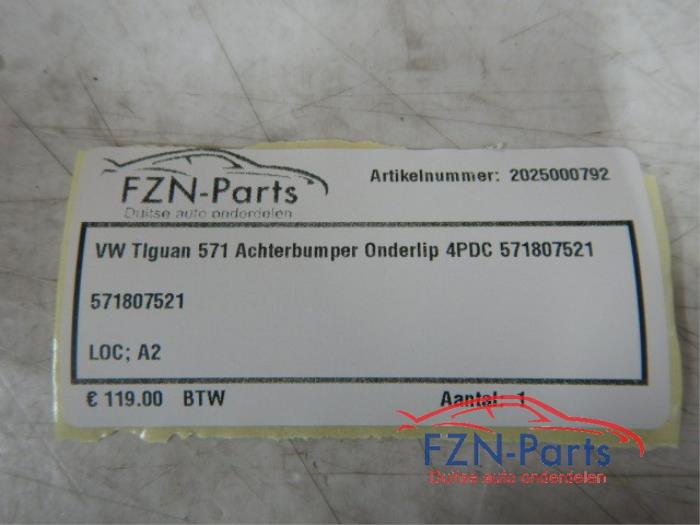 FZN-Parts
Duitse auto onderdelen
Artikelnummer: 2025000792
VW TIguan 571 Achterbumper Onderlip 4PDC 571807521
571807521
LOC; A2
€ 119.00 BTW
Aantal: 1
FZN-Parts
Duitse auto onderdelen